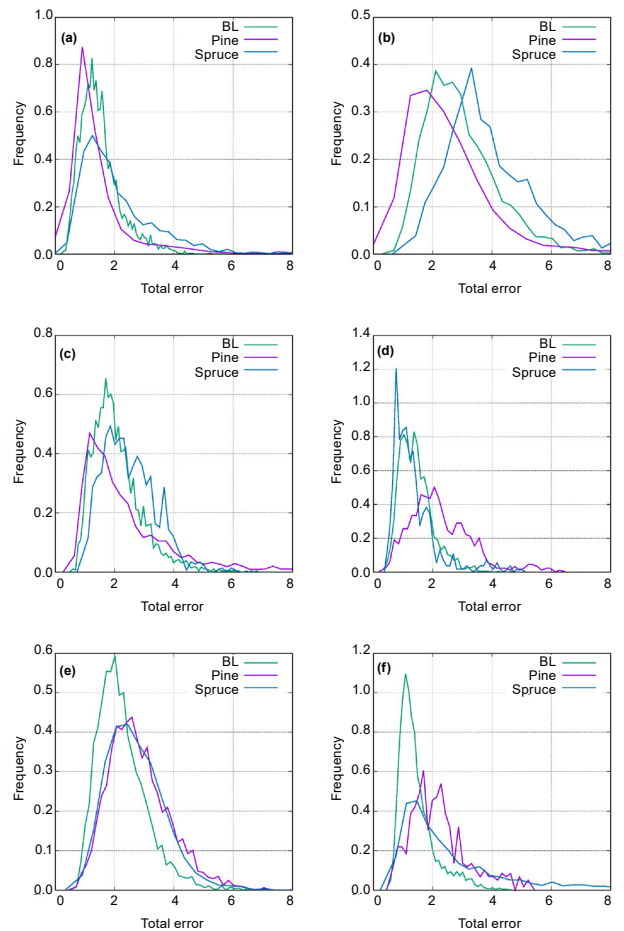 1.0
0.8
0.6
0.4
0.2
0.0
Frequency
(a)
BL
Pine
Spruce
0 2 4 6 8
Total error
0.5
0.4
0.3
0.2
0.1
0.0
Frequency
(b)
BL
Pine
Spruce
0 2 4 6 8
Total error
0.8
0.6
0.4
0.2
0.0
Frequency
(c)
BL
Pine
Spruce
0 2 4 6 8
Total error
1.4
1.2
1.0
0.8
0.6
0.4
0.2
0.0
Frequency
(d)
BL
Pine
Spruce
0 2 4 6 8
Total error
0.6
0.5
0.4
0.3
0.2
0.1
0.0
Frequency
(e)
BL
Pine
Spruce
0 2 4 6 8
Total error
1.2
1.0
0.8
0.6
0.4
0.2
0.0
Frequency
(f)
BL
Pine
Spruce
0 2 4 6 8
Total error